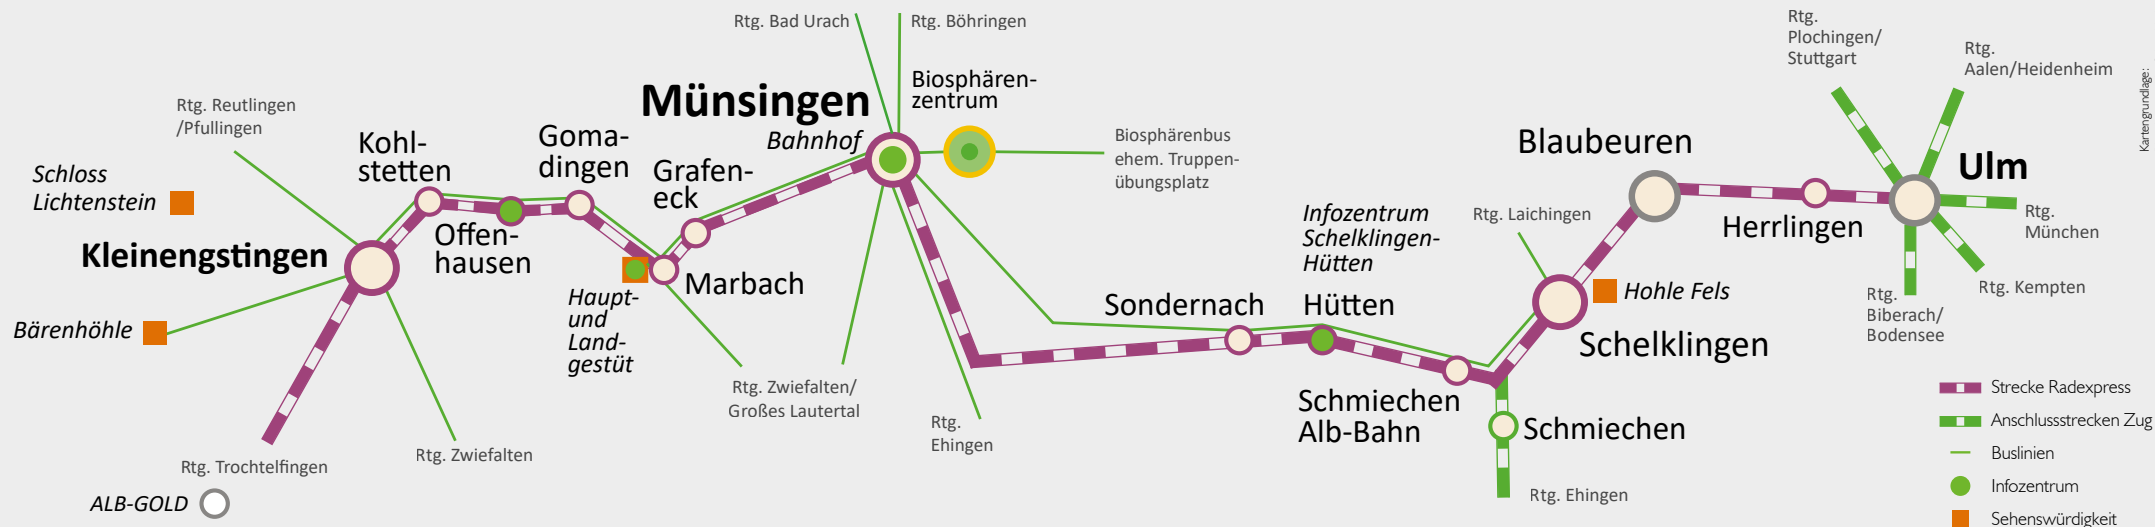 Rtg. Bad Urach
Rtg. Böhringen
Rtg.
Plochingen/
Stuttgart
Rtg.
Aalen/Heidenheim
Kartengrundlage:
Münsingen
Bahnhof
Biosphären-
zentrum
Biosphärenbus
ehem. Truppen-
übungsplatz
Rtg. Reutlingen
/Pfullingen
Kohl-
stetten
Goma-
dingen
Grafen-
eck
Schloss
Lichtenstein
Kleinengstingen
Offen-
hausen
Marbach
Haupt-
und
Land-
gestüt
Bärenhöhle
Rtg. Trochtelfingen
ALB-GOLD
Rtg. Zwiefalten
Rtg. Zwiefalten/
Großes Lautertal
Rtg.
Ehingen
Sondernach
Infozentrum
Schelklingen-
Hütten
Hütten
Rtg. Laichingen
Blaubeuren
Herrlingen
Ulm
Rtg.
München
Rtg. Kempten
Rtg.
Biberach/
Bodensee
Hohle Fels
Schelklingen
Schmiechen
Alb-Bahn
Schmiechen
Rtg. Ehingen
Strecke Radexpress
Anschlussstrecken Zug
Buslinien
Infozentrum
Sehenswürdigkeit